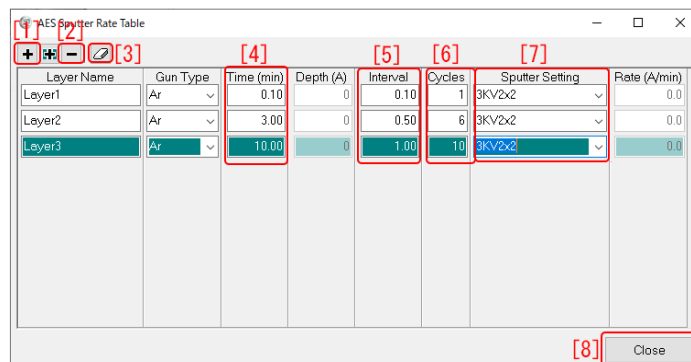 [1] [2]
AES Sputter Rate Table
[3] [4] [5] [6] [7]
Layer Name Gun Type Time (min) Depth (A) Interval Cycles Sputter Setting Rate (A/min)
Layer1 Ar 0.10 0 0.10 1 3KV2x2 0.0
Layer2 Ar 3.00 0 0.50 6 3KV2x2 0.0
Layer3 Ar 10.00 0 1.00 10 3KV2x2 0.0
[8] Close